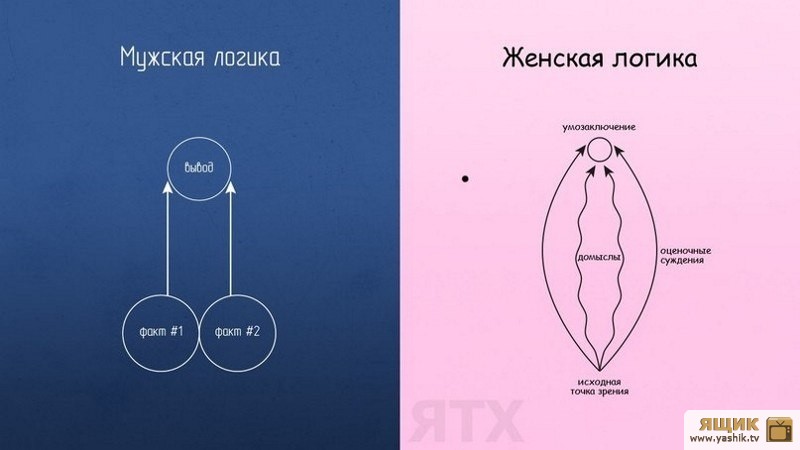 Мужская логика
вывод
факт #1
факт #2
Женская логика
умозаключение
домыслы
оценочные
суждения
исходная
точка зрения
ЯТХ
ЯЩИК
www.yashik.tv